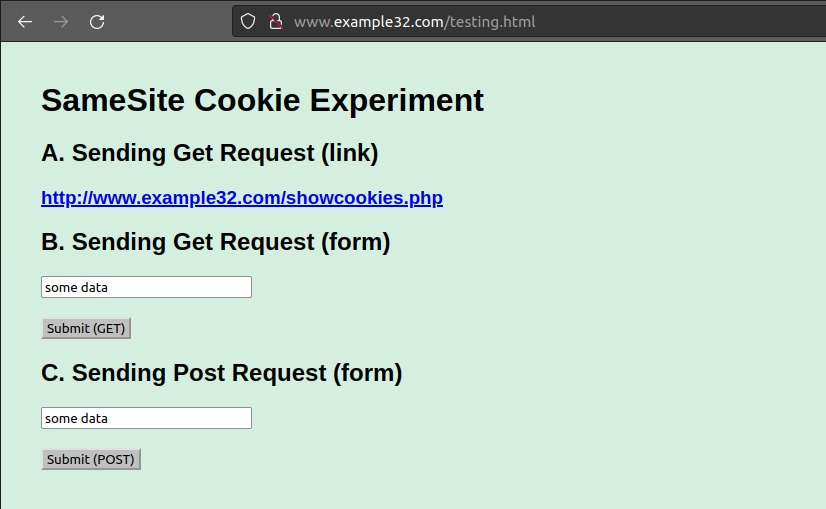 www.example32.com/testing.html
SameSite Cookie Experiment
A. Sending Get Request (link)
http://www.example32.com/showcookies.php
B. Sending Get Request (form)
some data
Submit (GET)
C. Sending Post Request (form)
some data
Submit (POST)